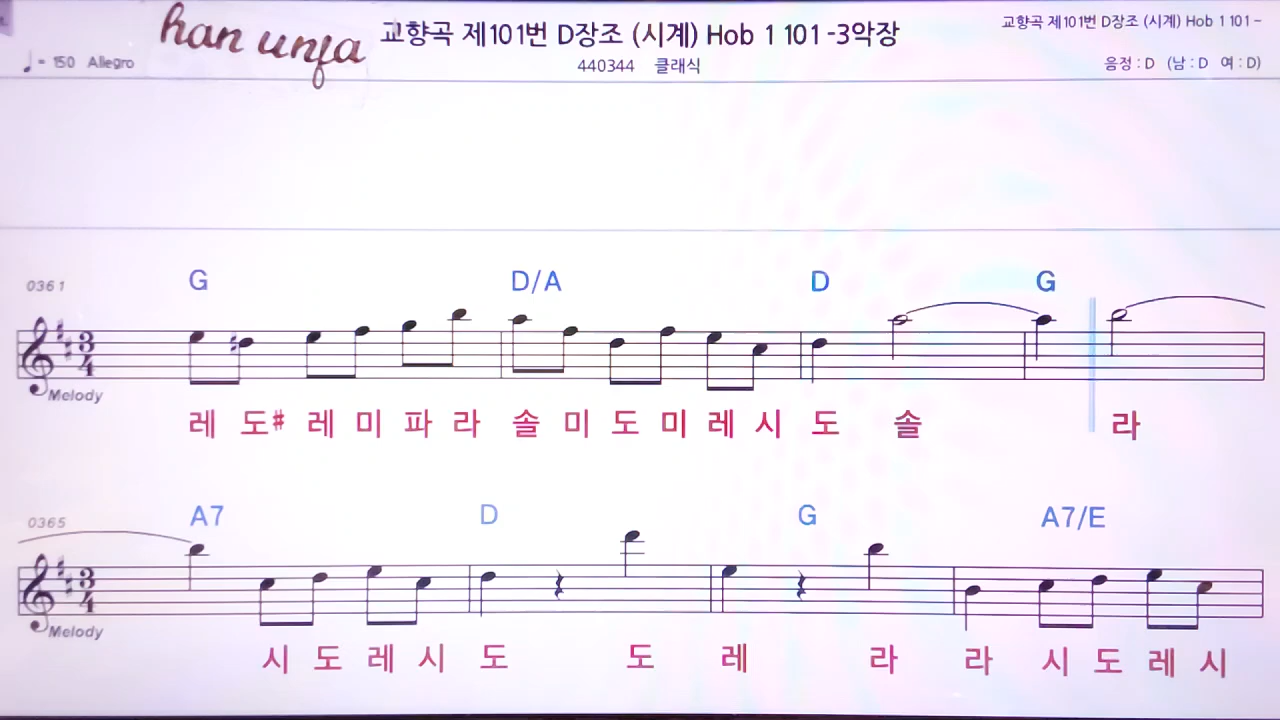 han unfa
교향곡 제101번 D장조 (시계) Hob 1 101 -3악장
교향곡 제101번 D장조 (시계) Hob 1 101 -
♩= 150 Allegro
440344 클래식
음정 : D (남 : D 여 : D)
0361
G D/A D G
3/4
Melody
레 도# 레 미 파 라 솔 미 도 미 레 시 도 솔 라
0365
A7 D G A7/E
3/4
Melody
시 도 레 시 도 도 레 라 라 시 도 레 시